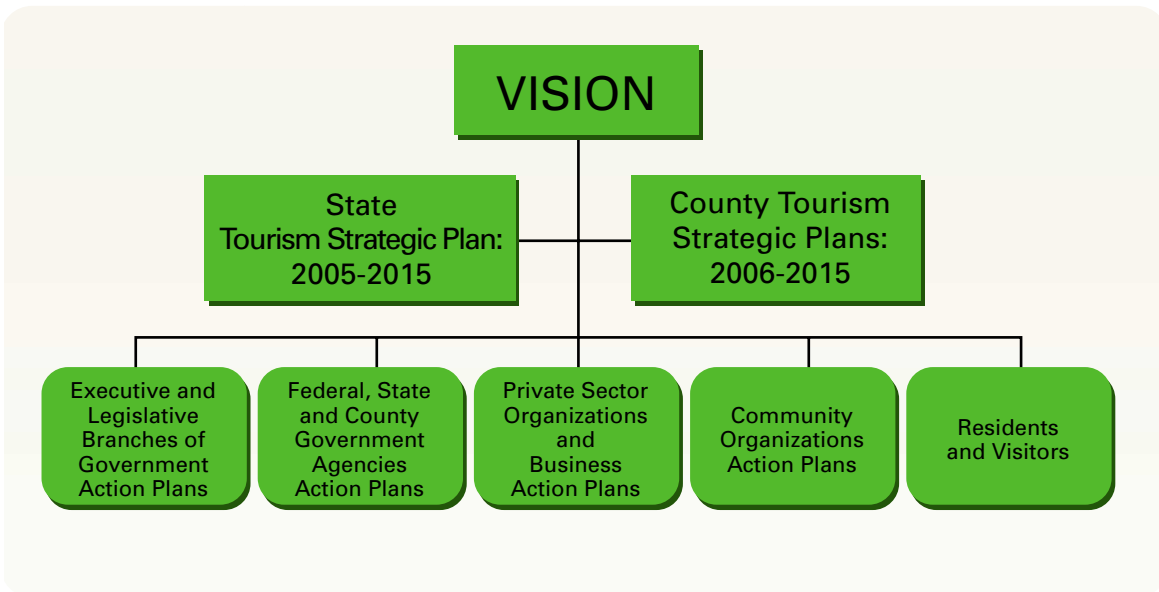 VISION
State
Tourism Strategic Plan:
2005-2015
County Tourism
Strategic Plans:
2006-2015
Executive and
Legislative
Branches of
Government
Action Plans
Federal, State
and County
Government
Agencies
Action Plans
Private Sector
Organizations
and
Business
Action Plans
Community
Organizations
Action Plans
Residents
and Visitors